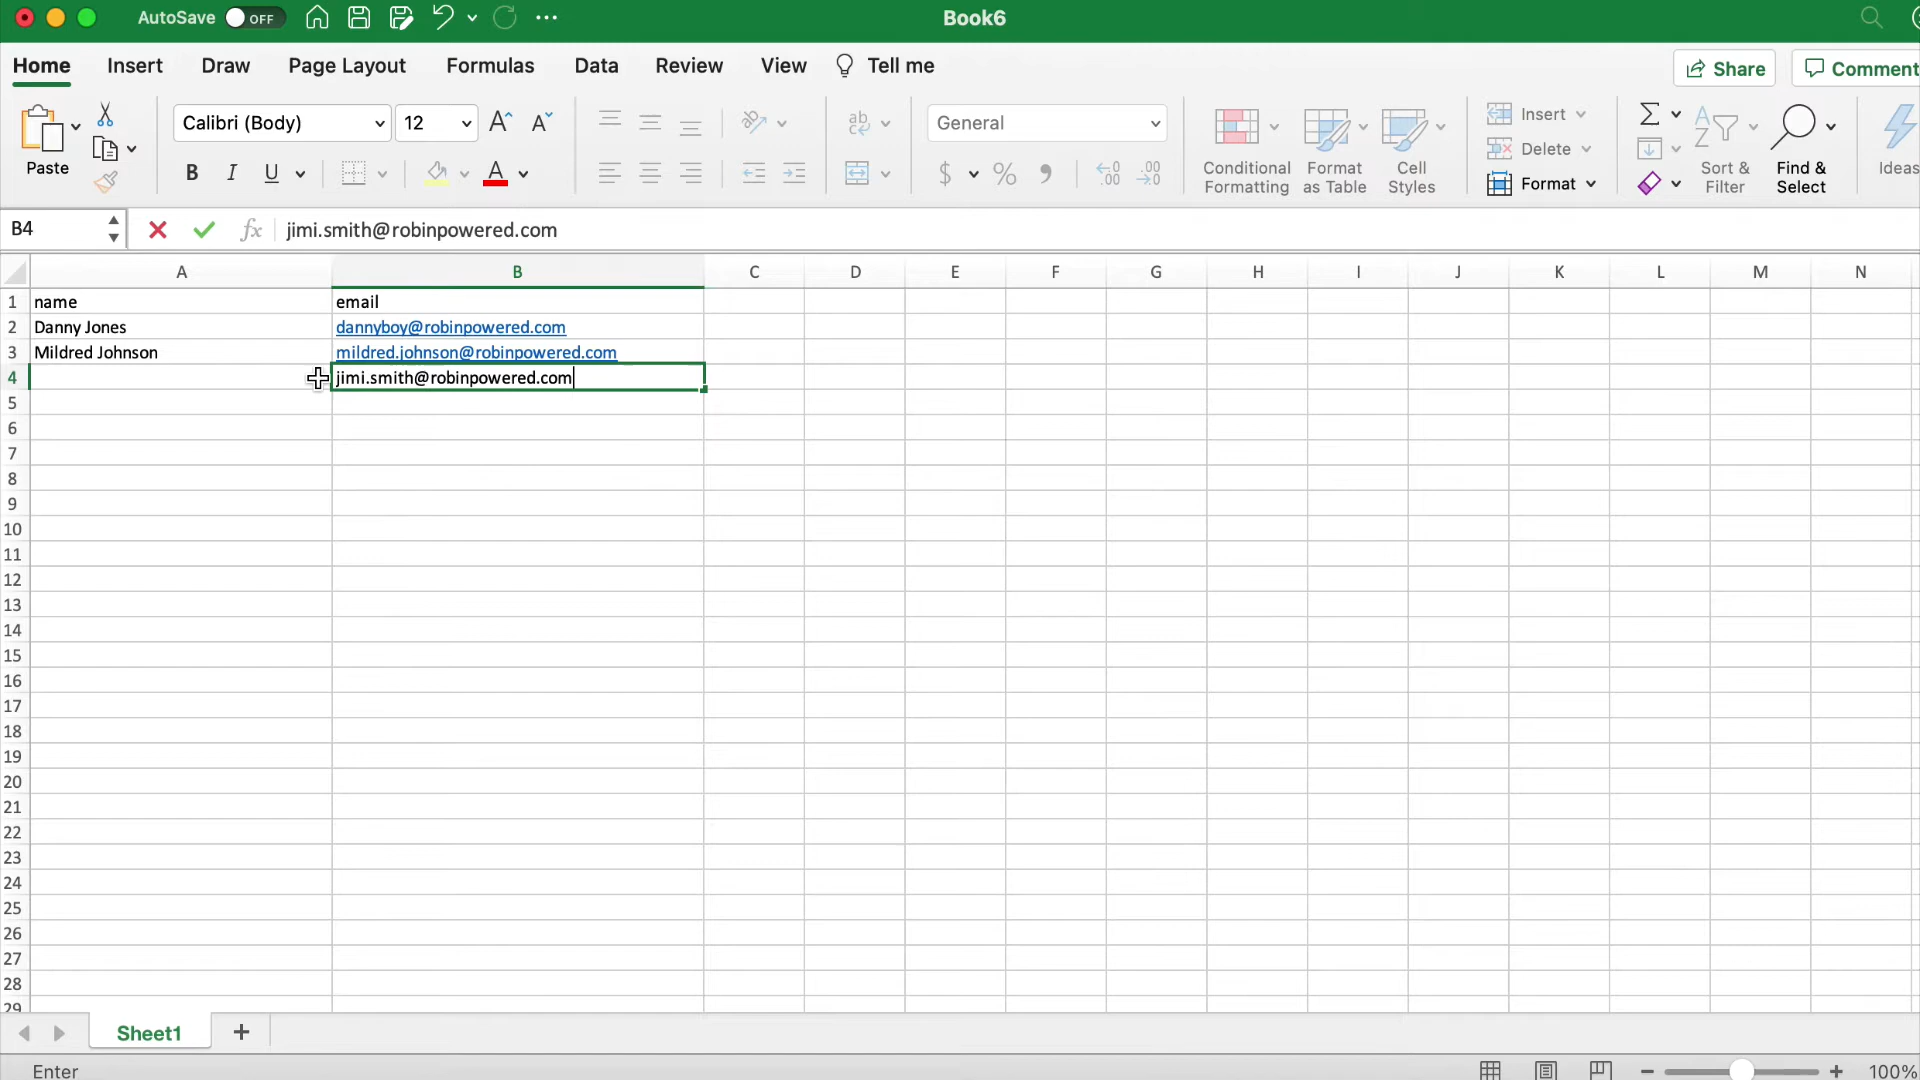 AutoSave OFF Book6
Home Insert Draw Page Layout Formulas Data Review View Tell me Share Comment
Paste Calibri (Body) 12 A A General Conditional Formatting Format as Table Cell Styles Insert Delete Format Sort & Filter Find & Select Ideas
B I U A $ % ab
B4 fx jimi.smith@robinpowered.com
A B C D E F G H I J K L M N
1 name email
2 Danny Jones dannyboy@robinpowered.com
3 Mildred Johnson mildred.johnson@robinpowered.com
4 jimi.smith@robinpowered.com
5
6
7
8
9
10
11
12
13
14
15
16
17
18
19
20
21
22
23
24
25
26
27
28
29
Sheet1 +
Enter 100%